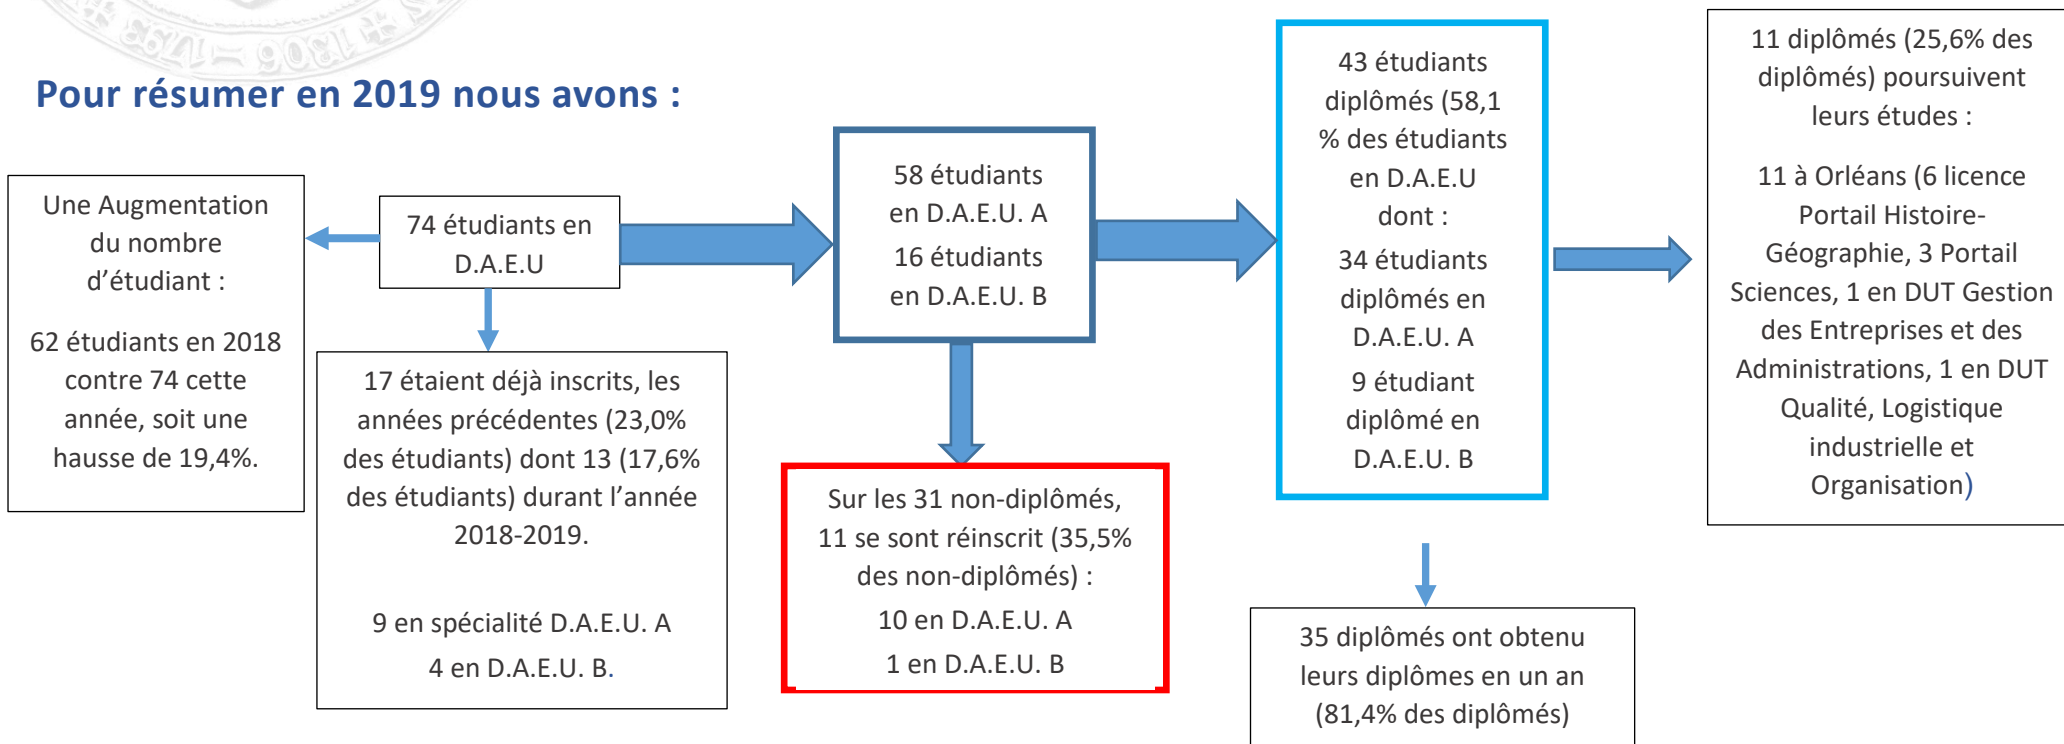 1896 — 1793
Pour résumer en 2019 nous avons :
Une Augmentation
du nombre
d’étudiant :
62 étudiants en 2018
contre 74 cette
année, soit une
hausse de 19,4%.
74 étudiants en
D.A.E.U
17 étaient déjà inscrits, les
années précédentes (23,0%
des étudiants) dont 13 (17,6%
des étudiants) durant l’année
2018-2019.
9 en spécialité D.A.E.U. A
4 en D.A.E.U. B.
58 étudiants
en D.A.E.U. A
16 étudiants
en D.A.E.U. B
Sur les 31 non-diplômés,
11 se sont réinscrit (35,5%
des non-diplômés) :
10 en D.A.E.U. A
1 en D.A.E.U. B
43 étudiants
diplômés (58,1
% des étudiants
en D.A.E.U
dont :
34 étudiants
diplômés en
D.A.E.U. A
9 étudiant
diplômé en
D.A.E.U. B
35 diplômés ont obtenu
leurs diplômes en un an
(81,4% des diplômés)
11 diplômés (25,6% des
diplômés) poursuivent
leurs études :
11 à Orléans (6 licence
Portail Histoire-
Géographie, 3 Portail
Sciences, 1 en DUT Gestion
des Entreprises et des
Administrations, 1 en DUT
Qualité, Logistique
industrielle et
Organisation)